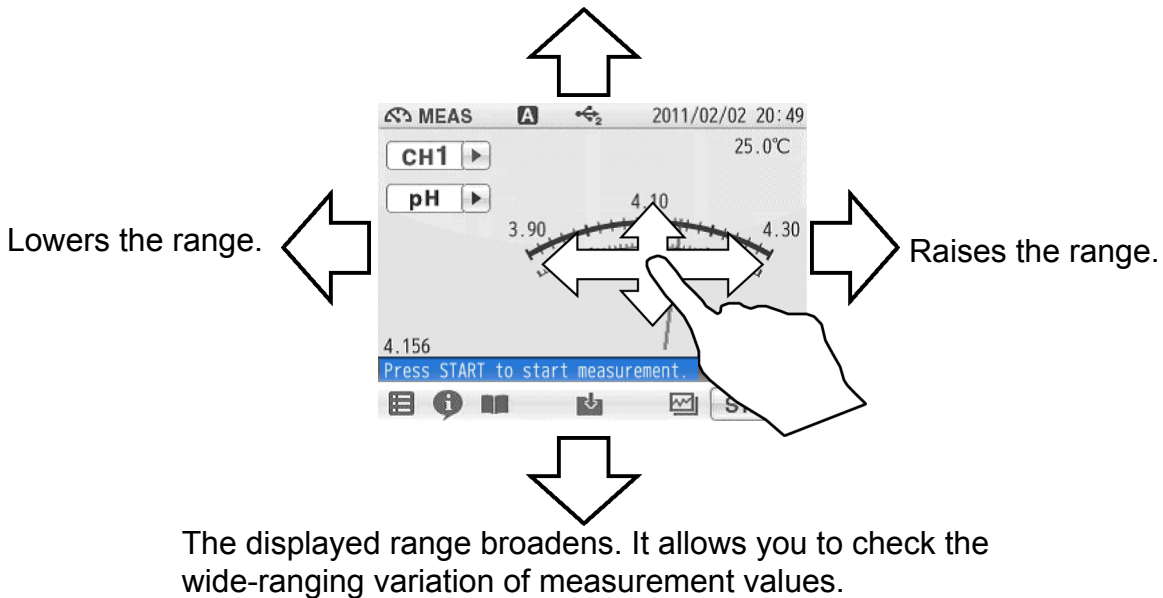 MEAS A 2 2011/02/02 20:49
CH1 25.0℃
pH
4.10
3.90 4.30
Lowers the range.
Raises the range.
4.156
Press START to start measurement.
The displayed range broadens. It allows you to check the
wide-ranging variation of measurement values.